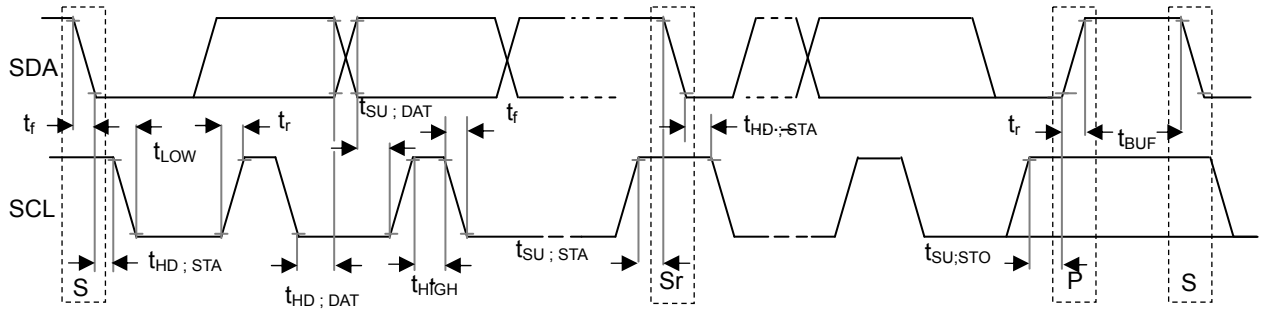 SDA
t_f
t_LOW
t_r
t_SU ; DAT
t_f
t_HD ; STA
t_r
t_BUF
SCL
t_HD ; STA
t_HD ; DAT
t_HIGH
t_SU ; STA
t_SU;STO
S
Sr
P
S